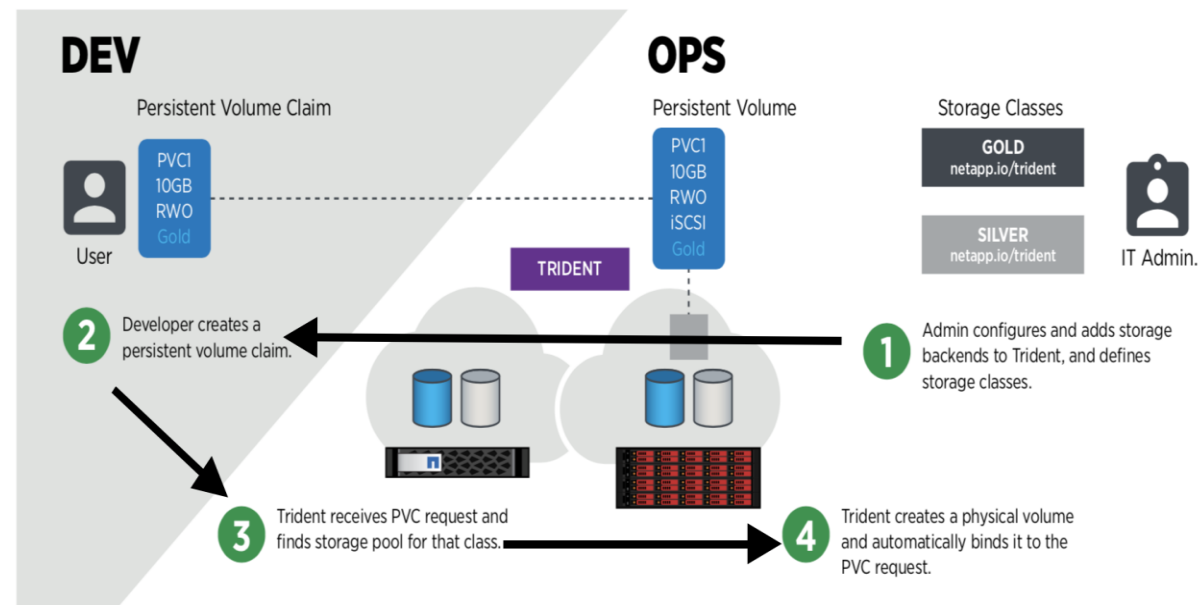 DEV
OPS
Persistent Volume Claim
Persistent Volume
Storage Classes
PVC1
10GB
RWO
Gold
User
PVC1
10GB
RWO
iSCSI
Gold
GOLD
netapp.io/trident
SILVER
netapp.io/trident
IT Admin.
TRIDENT
2
Developer creates a
persistent volume claim.
1
Admin configures and adds storage
backends to Trident, and defines
storage classes.
3
Trident receives PVC request and
finds storage pool for that class.
4
Trident creates a physical volume
and automatically binds it to the
PVC request.